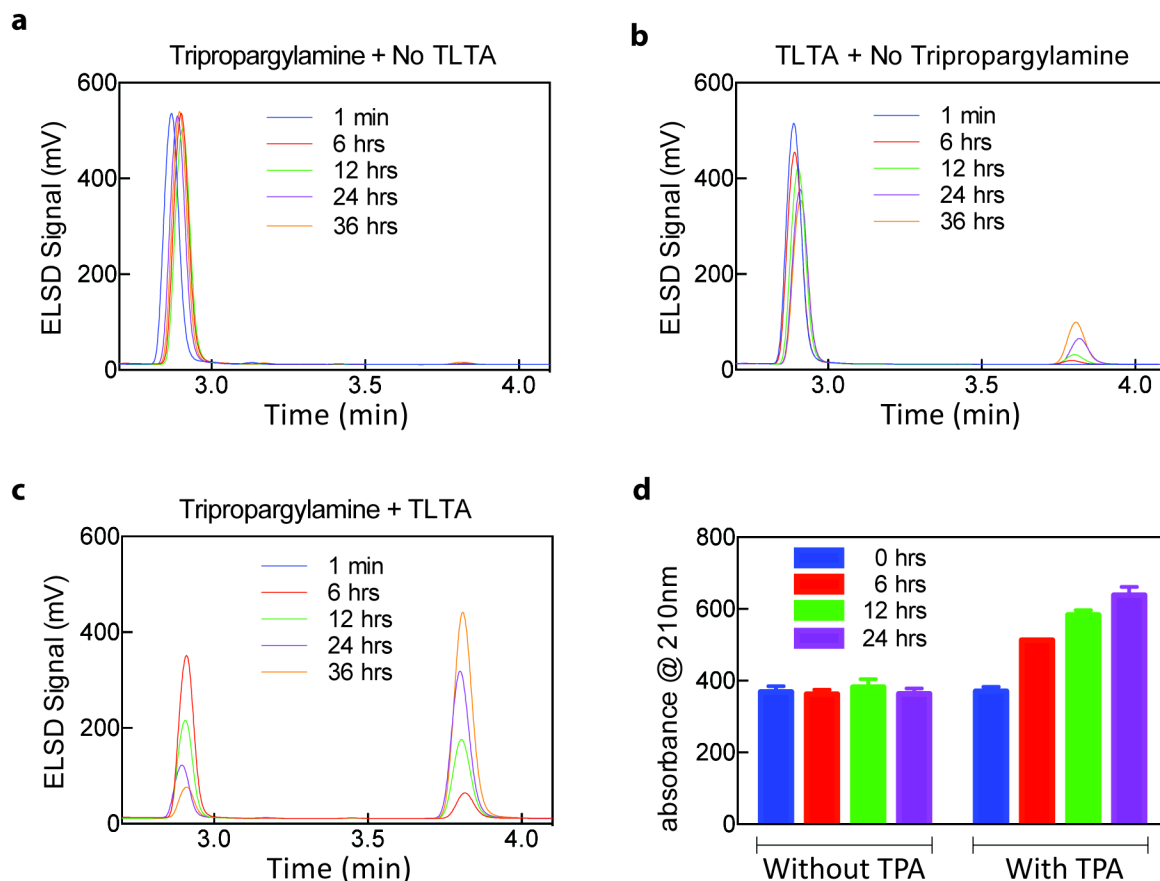 a
Tripropargylamine + No TLTA
600
400
200
0
ELSD Signal (mV)
1 min
6 hrs
12 hrs
24 hrs
36 hrs
3.0 3.5 4.0
Time (min)
b
TLTA + No Tripropargylamine
600
400
200
0
ELSD Signal (mV)
1 min
6 hrs
12 hrs
24 hrs
36 hrs
3.0 3.5 4.0
Time (min)
c
Tripropargylamine + TLTA
600
400
200
0
ELSD Signal (mV)
1 min
6 hrs
12 hrs
24 hrs
36 hrs
3.0 3.5 4.0
Time (min)
d
800
600
400
200
0
absorbance @ 210nm
0 hrs
6 hrs
12 hrs
24 hrs
Without TPA With TPA